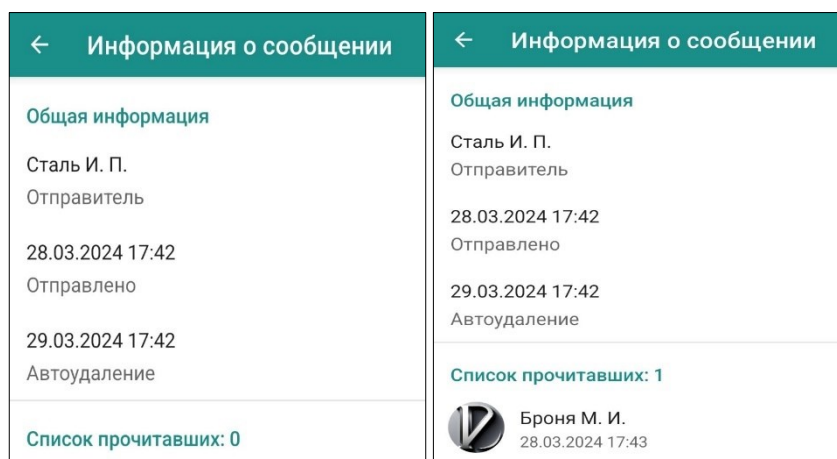 Информация о сообщении
Общая информация
Сталь И. П.
Отправитель
28.03.2024 17:42
Отправлено
29.03.2024 17:42
Автоудаление
Список прочитавших: 0
Информация о сообщении
Общая информация
Сталь И. П.
Отправитель
28.03.2024 17:42
Отправлено
29.03.2024 17:42
Автоудаление
Список прочитавших: 1
Броня М. И.
28.03.2024 17:43